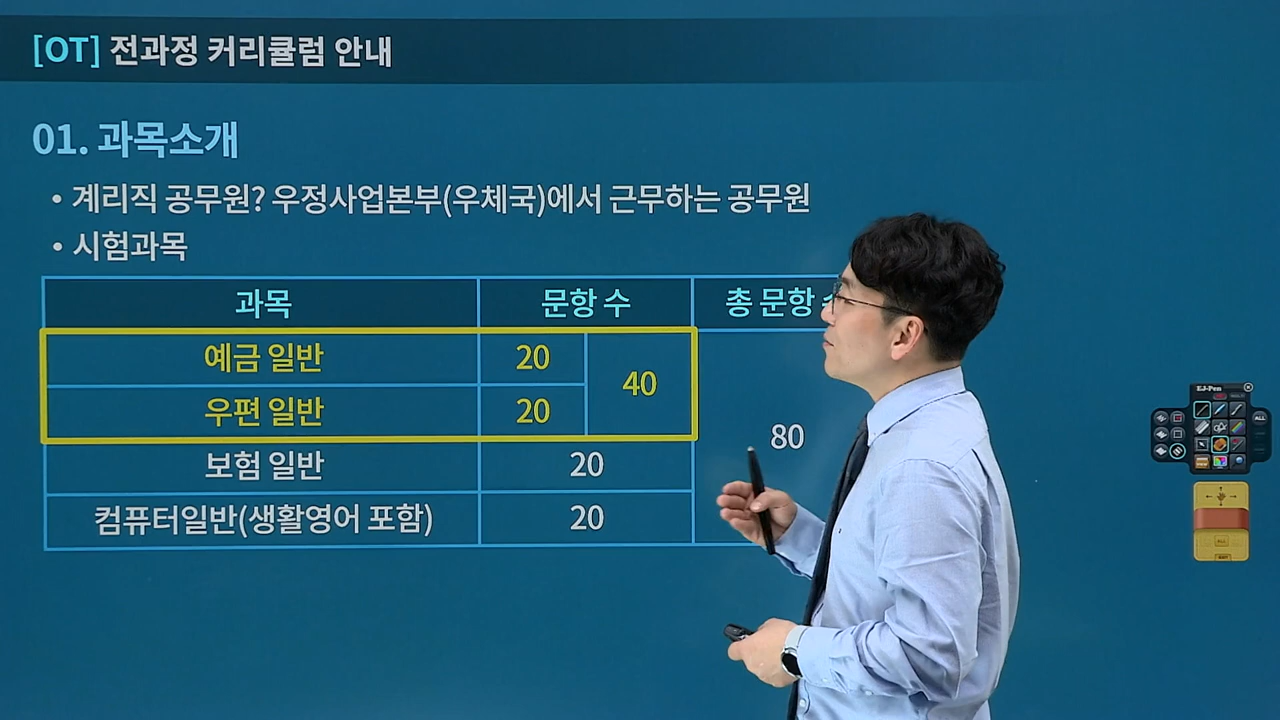 [OT] 전과정 커리큘럼 안내
01. 과목소개
• 계리직 공무원? 우정사업본부(우체국)에서 근무하는 공무원
• 시험과목
과목 문항 수 총 문항
예금 일반 20
40
우편 일반 20
80
보험 일반 20
컴퓨터일반(생활영어 포함) 20
EJ-Pen
ALL